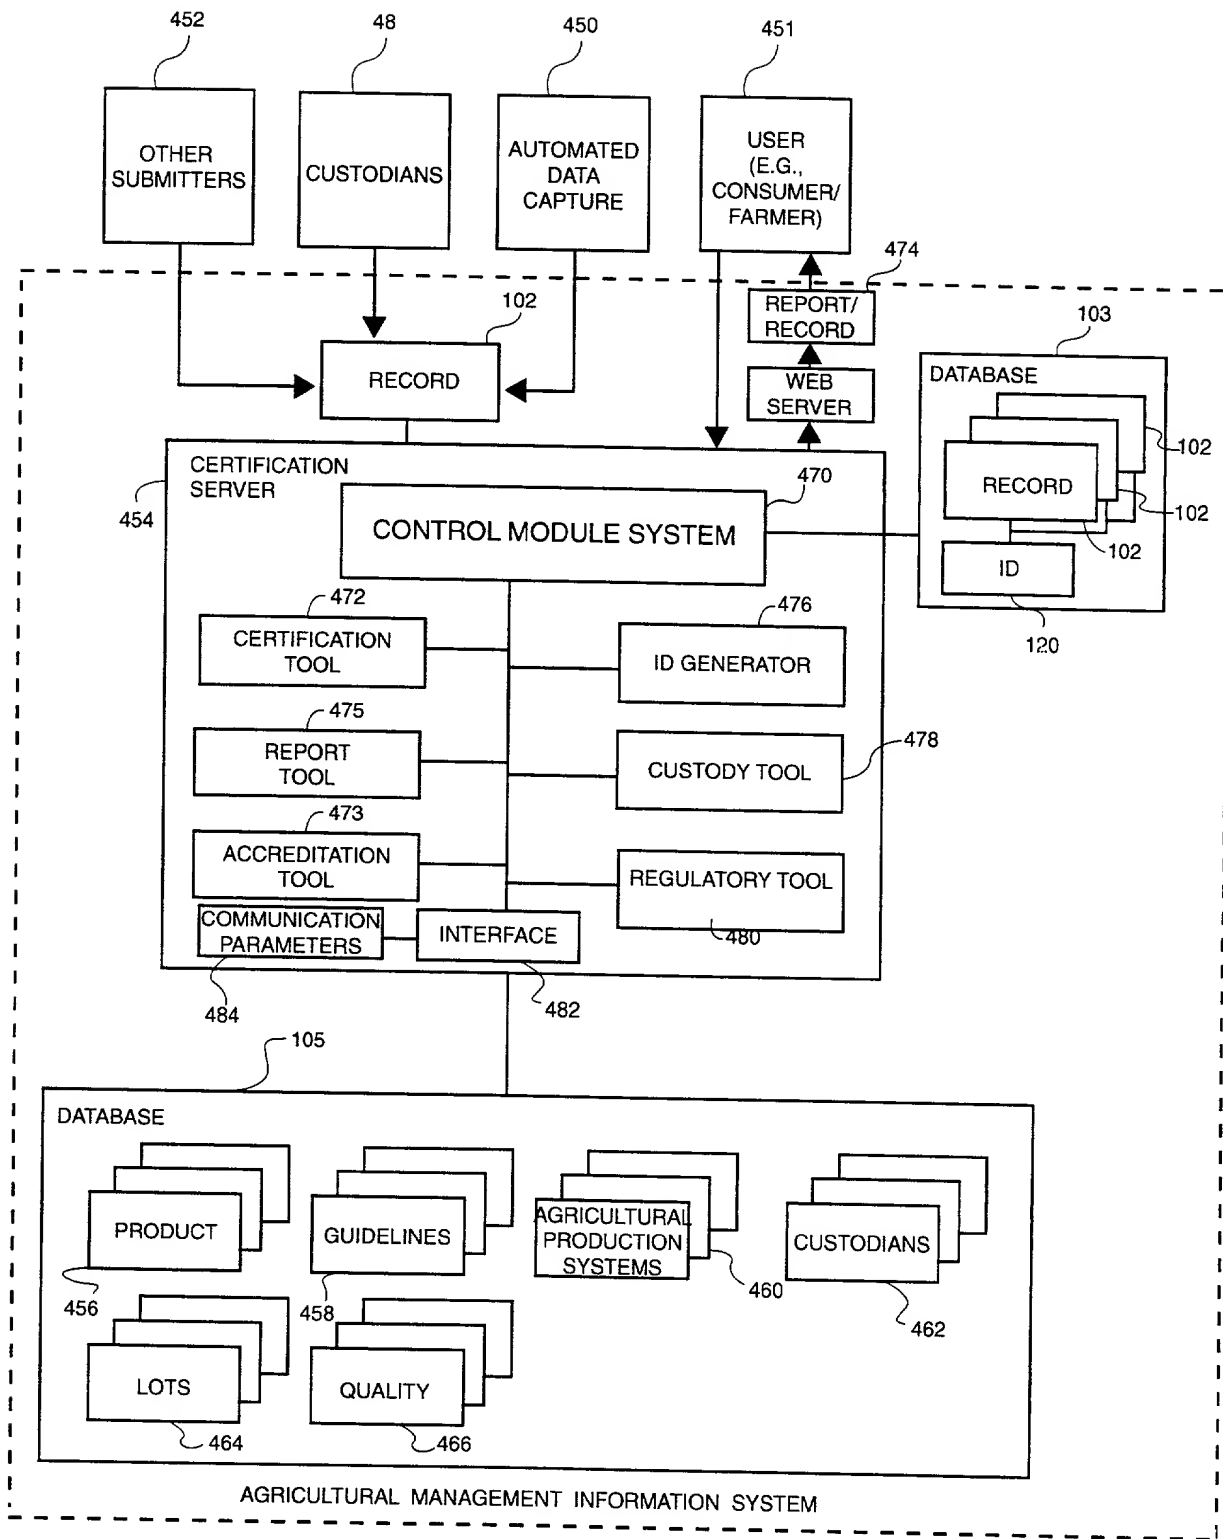 452
48
450
451
OTHER
SUBMITTERS
CUSTODIANS
AUTOMATED
DATA
CAPTURE
USER
(E.G.,
CONSUMER/
FARMER)
474
REPORT/
RECORD
102
RECORD
WEB
SERVER
103
DATABASE
RECORD
102
102
102
ID
120
CERTIFICATION
SERVER
454
470
CONTROL MODULE SYSTEM
472
CERTIFICATION
TOOL
476
ID GENERATOR
475
REPORT
TOOL
478
CUSTODY TOOL
473
ACCREDITATION
TOOL
REGULATORY TOOL
480
COMMUNICATION
PARAMETERS
INTERFACE
484
482
105
DATABASE
PRODUCT
456
GUIDELINES
458
AGRICULTURAL
PRODUCTION
SYSTEMS
460
CUSTODIANS
462
LOTS
464
QUALITY
466
AGRICULTURAL MANAGEMENT INFORMATION SYSTEM